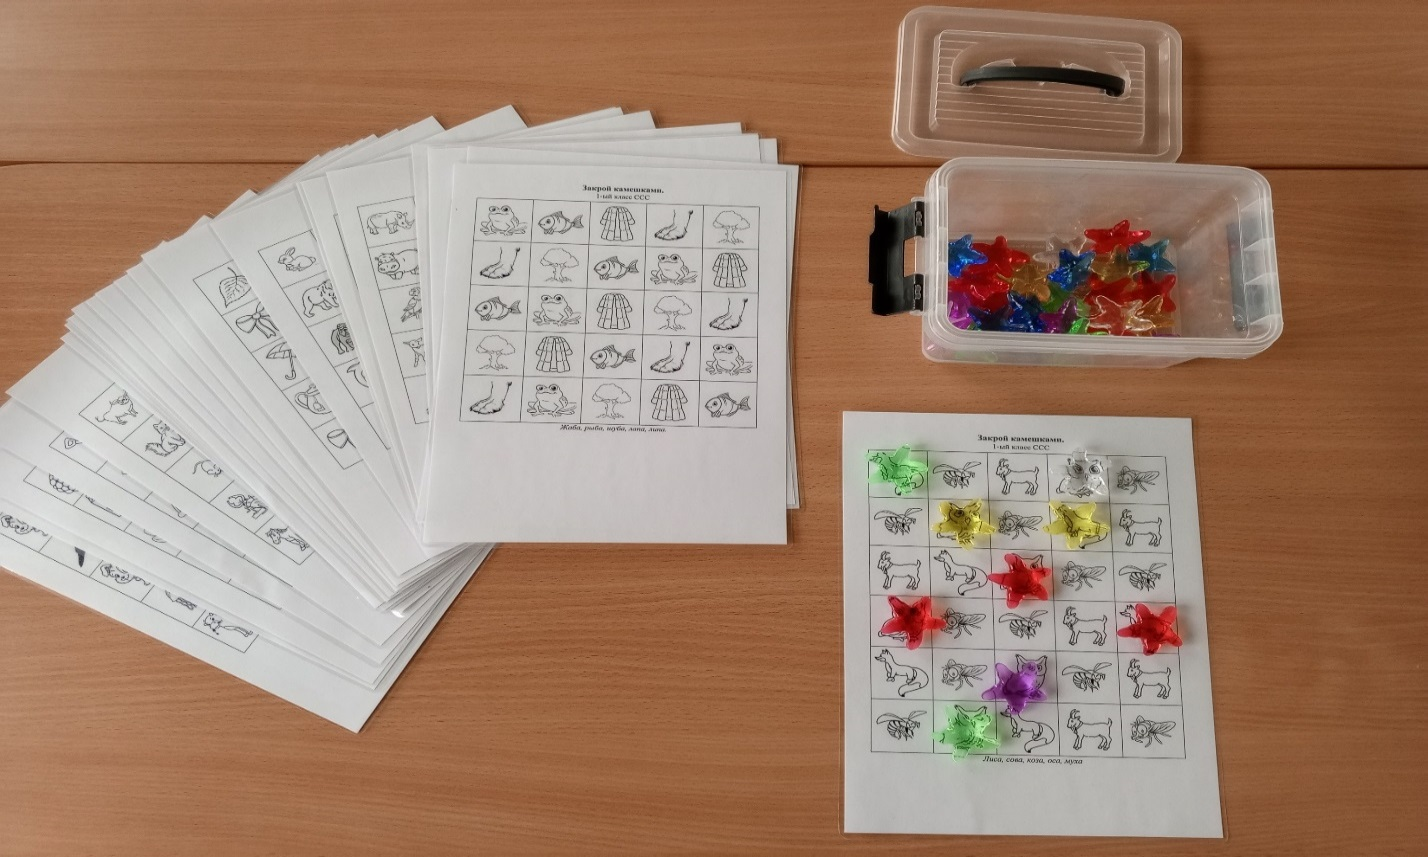 Закрой камешками.
1-ый класс ССС
Жаба, рыба, шуба, лапа, липа.
Закрой камешками.
1-ый класс ССС
Лиса, сова, коза, оса, муха